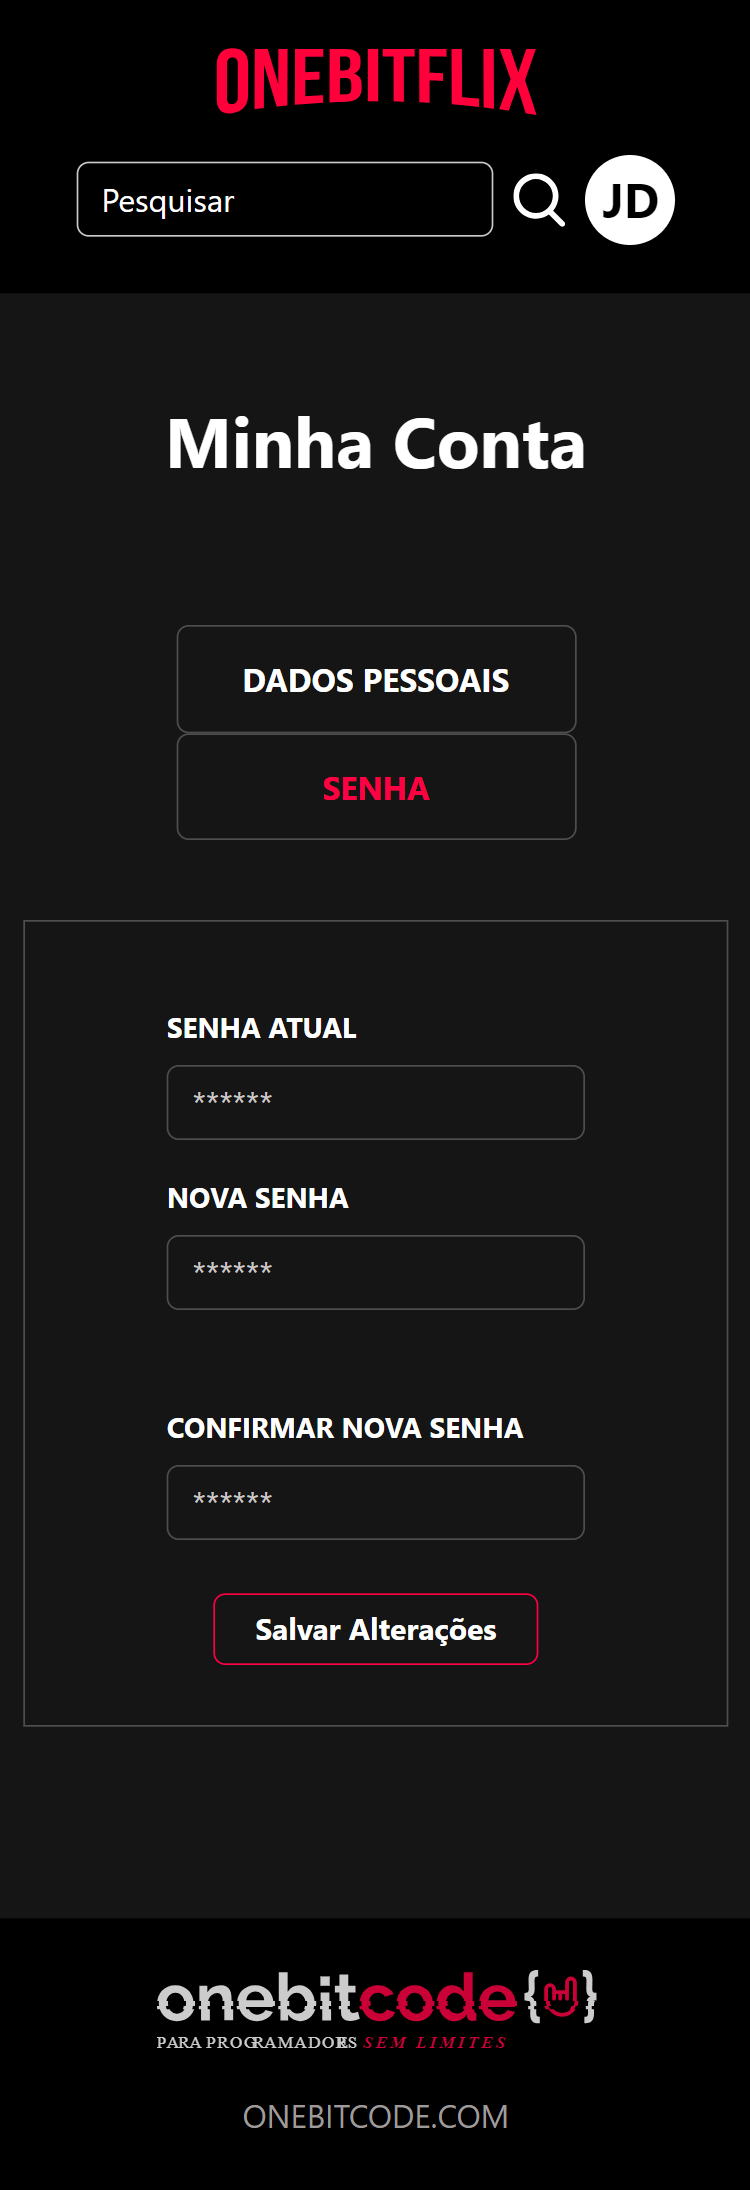 ONEBITFLIX
Pesquisar
JD
Minha Conta
DADOS PESSOAIS
SENHA
SENHA ATUAL
******
NOVA SENHA
******
CONFIRMAR NOVA SENHA
******
Salvar Alterações
onebitcode{}
PARA PROGRAMADORES SEM LIMITES
ONEBITCODE.COM